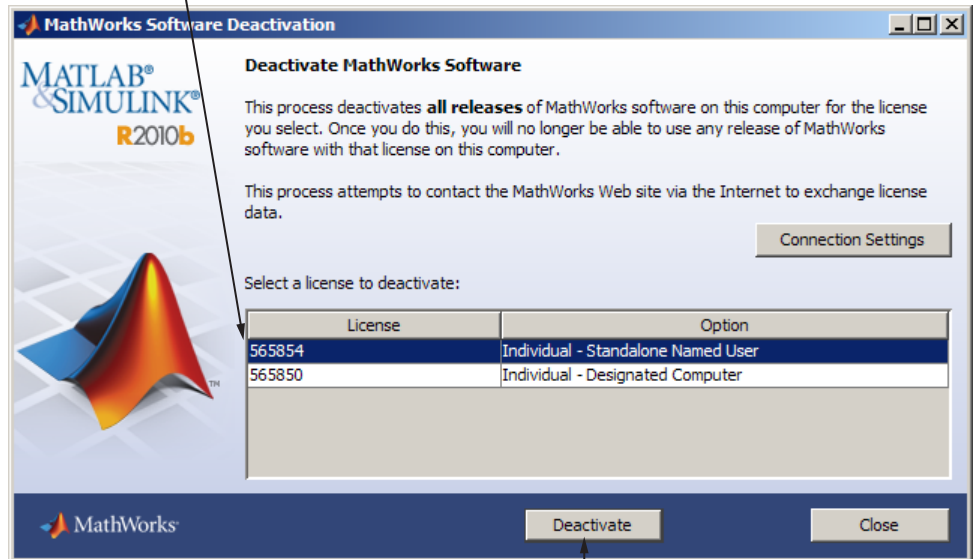 MathWorks Software Deactivation
MATLAB®
&SIMULINK®
R2010b
Deactivate MathWorks Software
This process deactivates all releases of MathWorks software on this computer for the license
you select. Once you do this, you will no longer be able to use any release of MathWorks
software with that license on this computer.
This process attempts to contact the MathWorks Web site via the Internet to exchange license
data.
Connection Settings
Select a license to deactivate:
License Option
565854 Individual - Standalone Named User
565850 Individual - Designated Computer
TM
MathWorks
Deactivate
Close